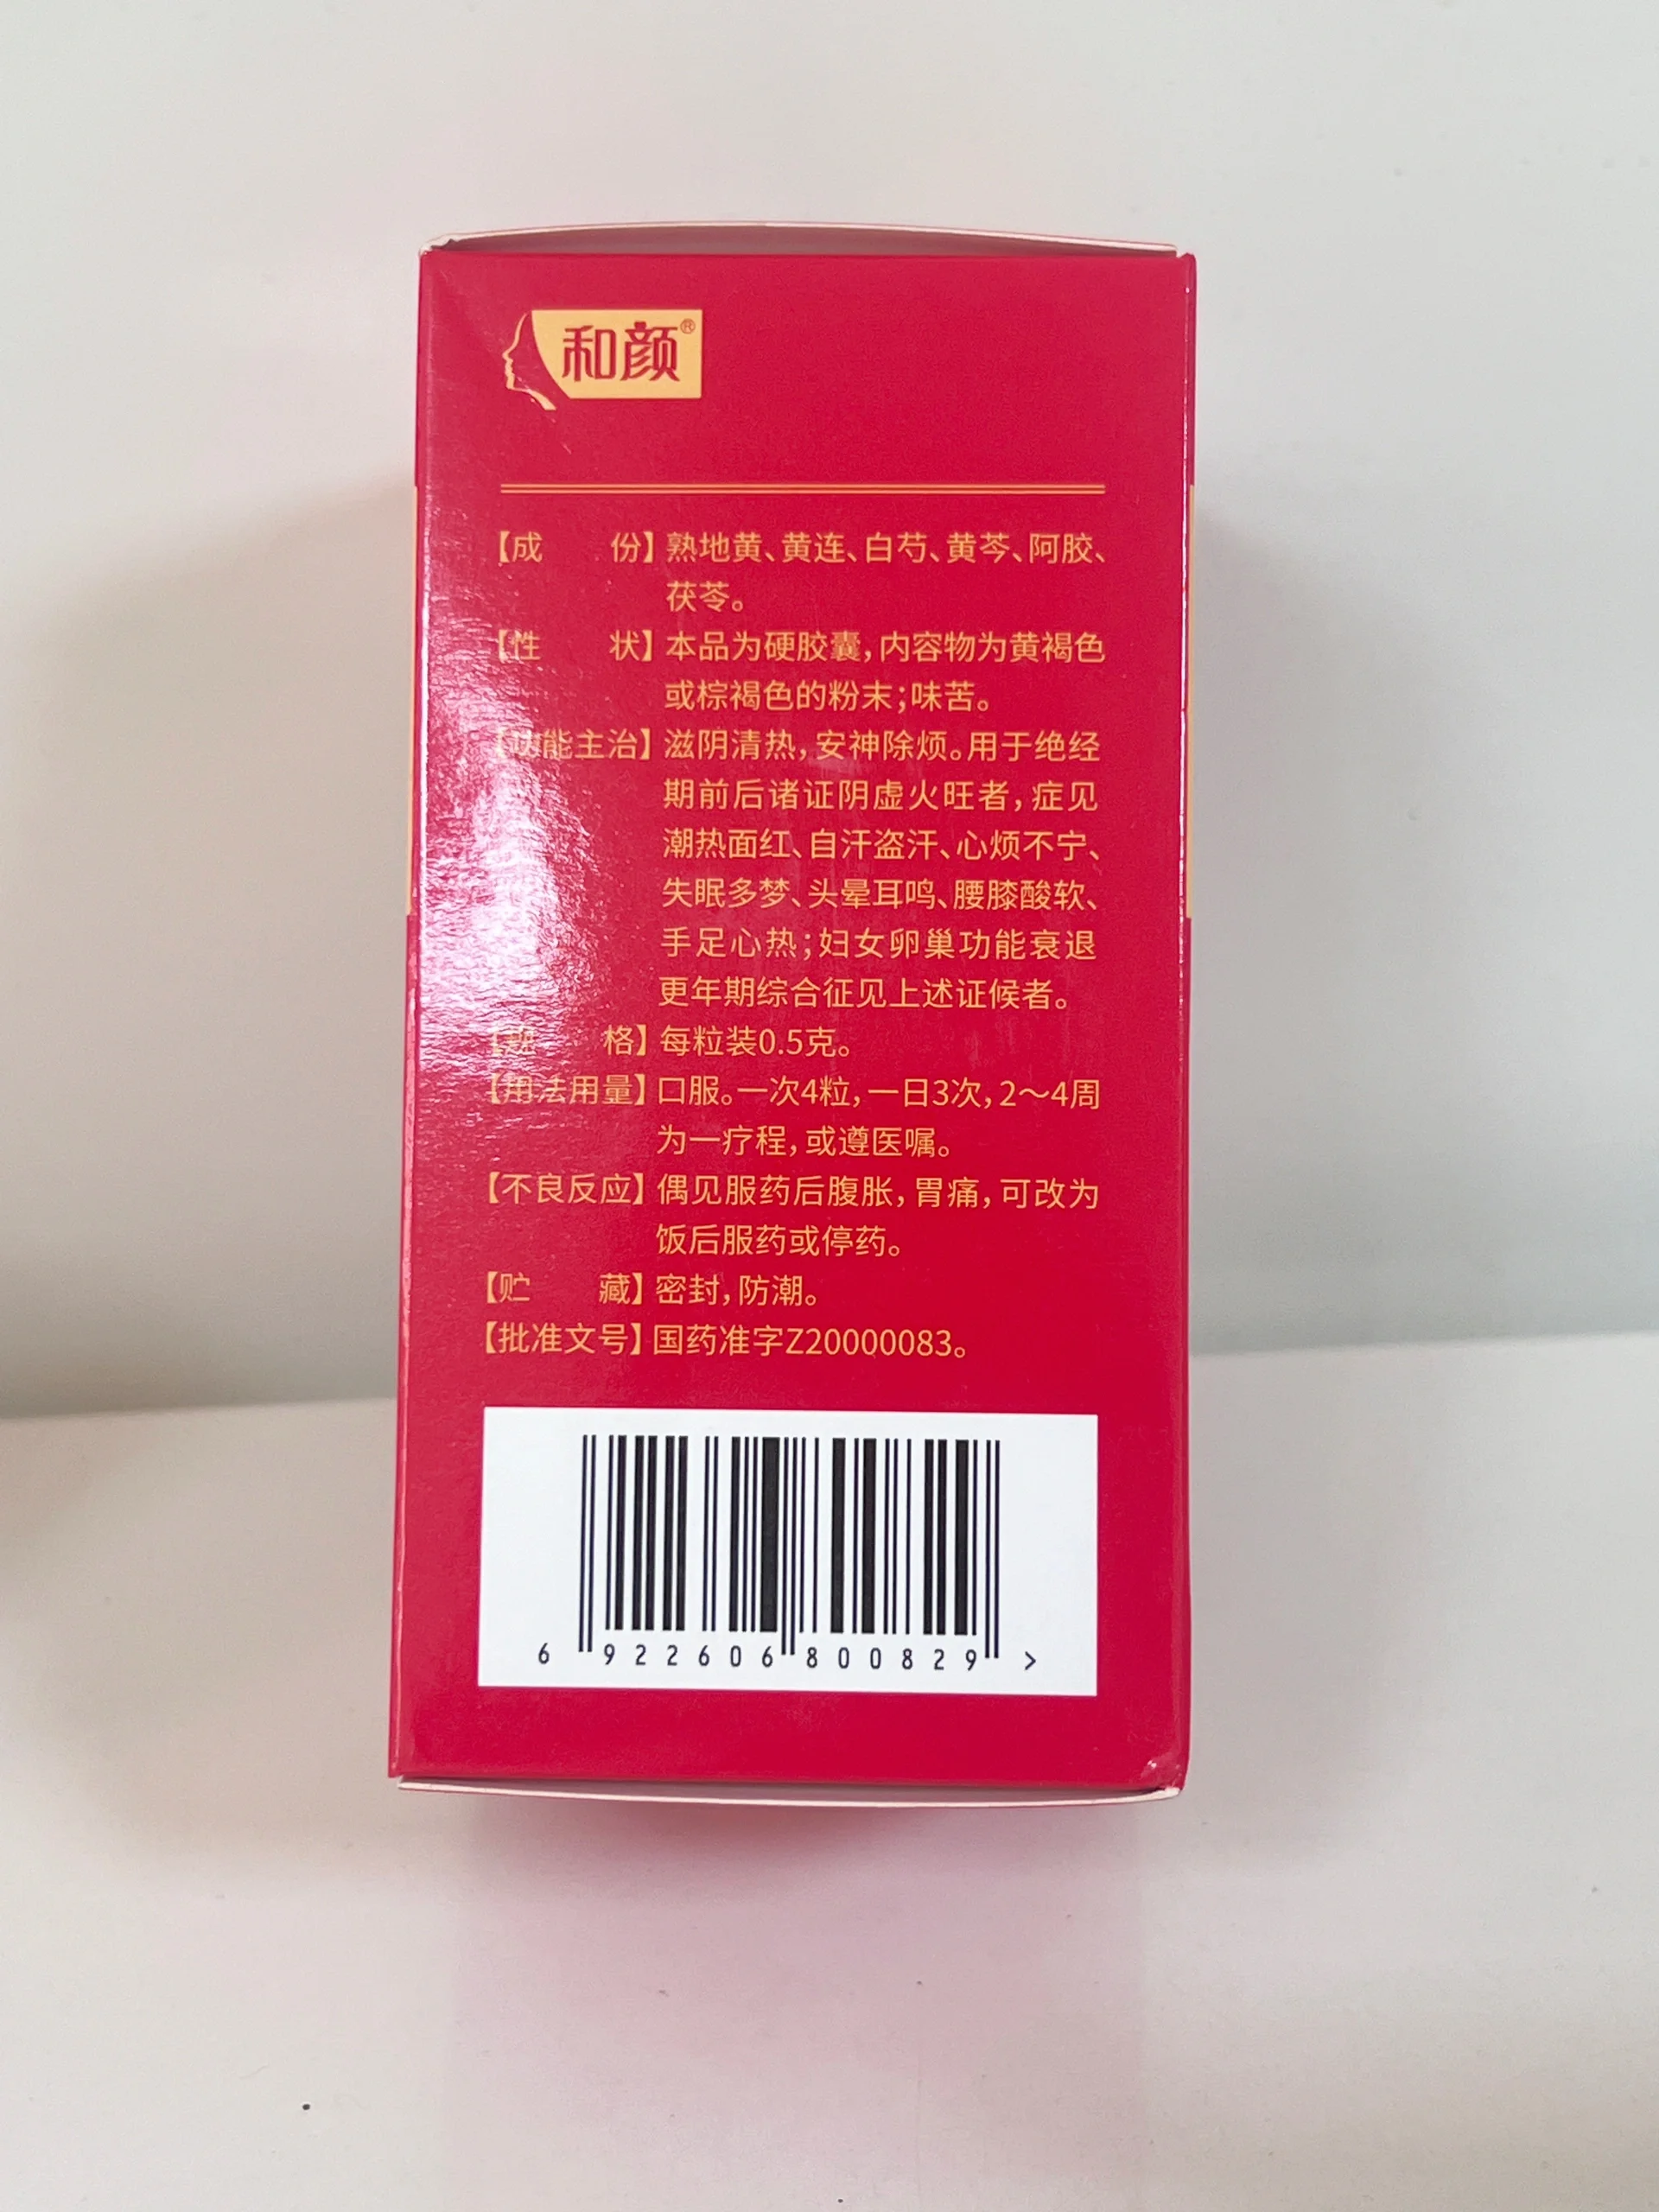 和颜®
【成 份】熟地黄、黄连、白芍、黄芩、阿胶、
茯苓。
【性 状】本品为硬胶囊，内容物为黄褐色
或棕褐色的粉末；味苦。
【功能主治】滋阴清热，安神除烦。用于绝经
期前后诸证阴虚火旺者，症见
潮热面红、自汗盗汗、心烦不宁、
失眠多梦、头晕耳鸣、腰膝酸软、
手足心热；妇女卵巢功能衰退
更年期综合征见上述证候者。
【规 格】每粒装0.5克。
【用法用量】口服。一次4粒，一日3次，2～4周
为一疗程，或遵医嘱。
【不良反应】偶见服药后腹胀，胃痛，可改为
饭后服药或停药。
【贮 藏】密封，防潮。
【批准文号】国药准字Z20000083。
6 922606 800829 >